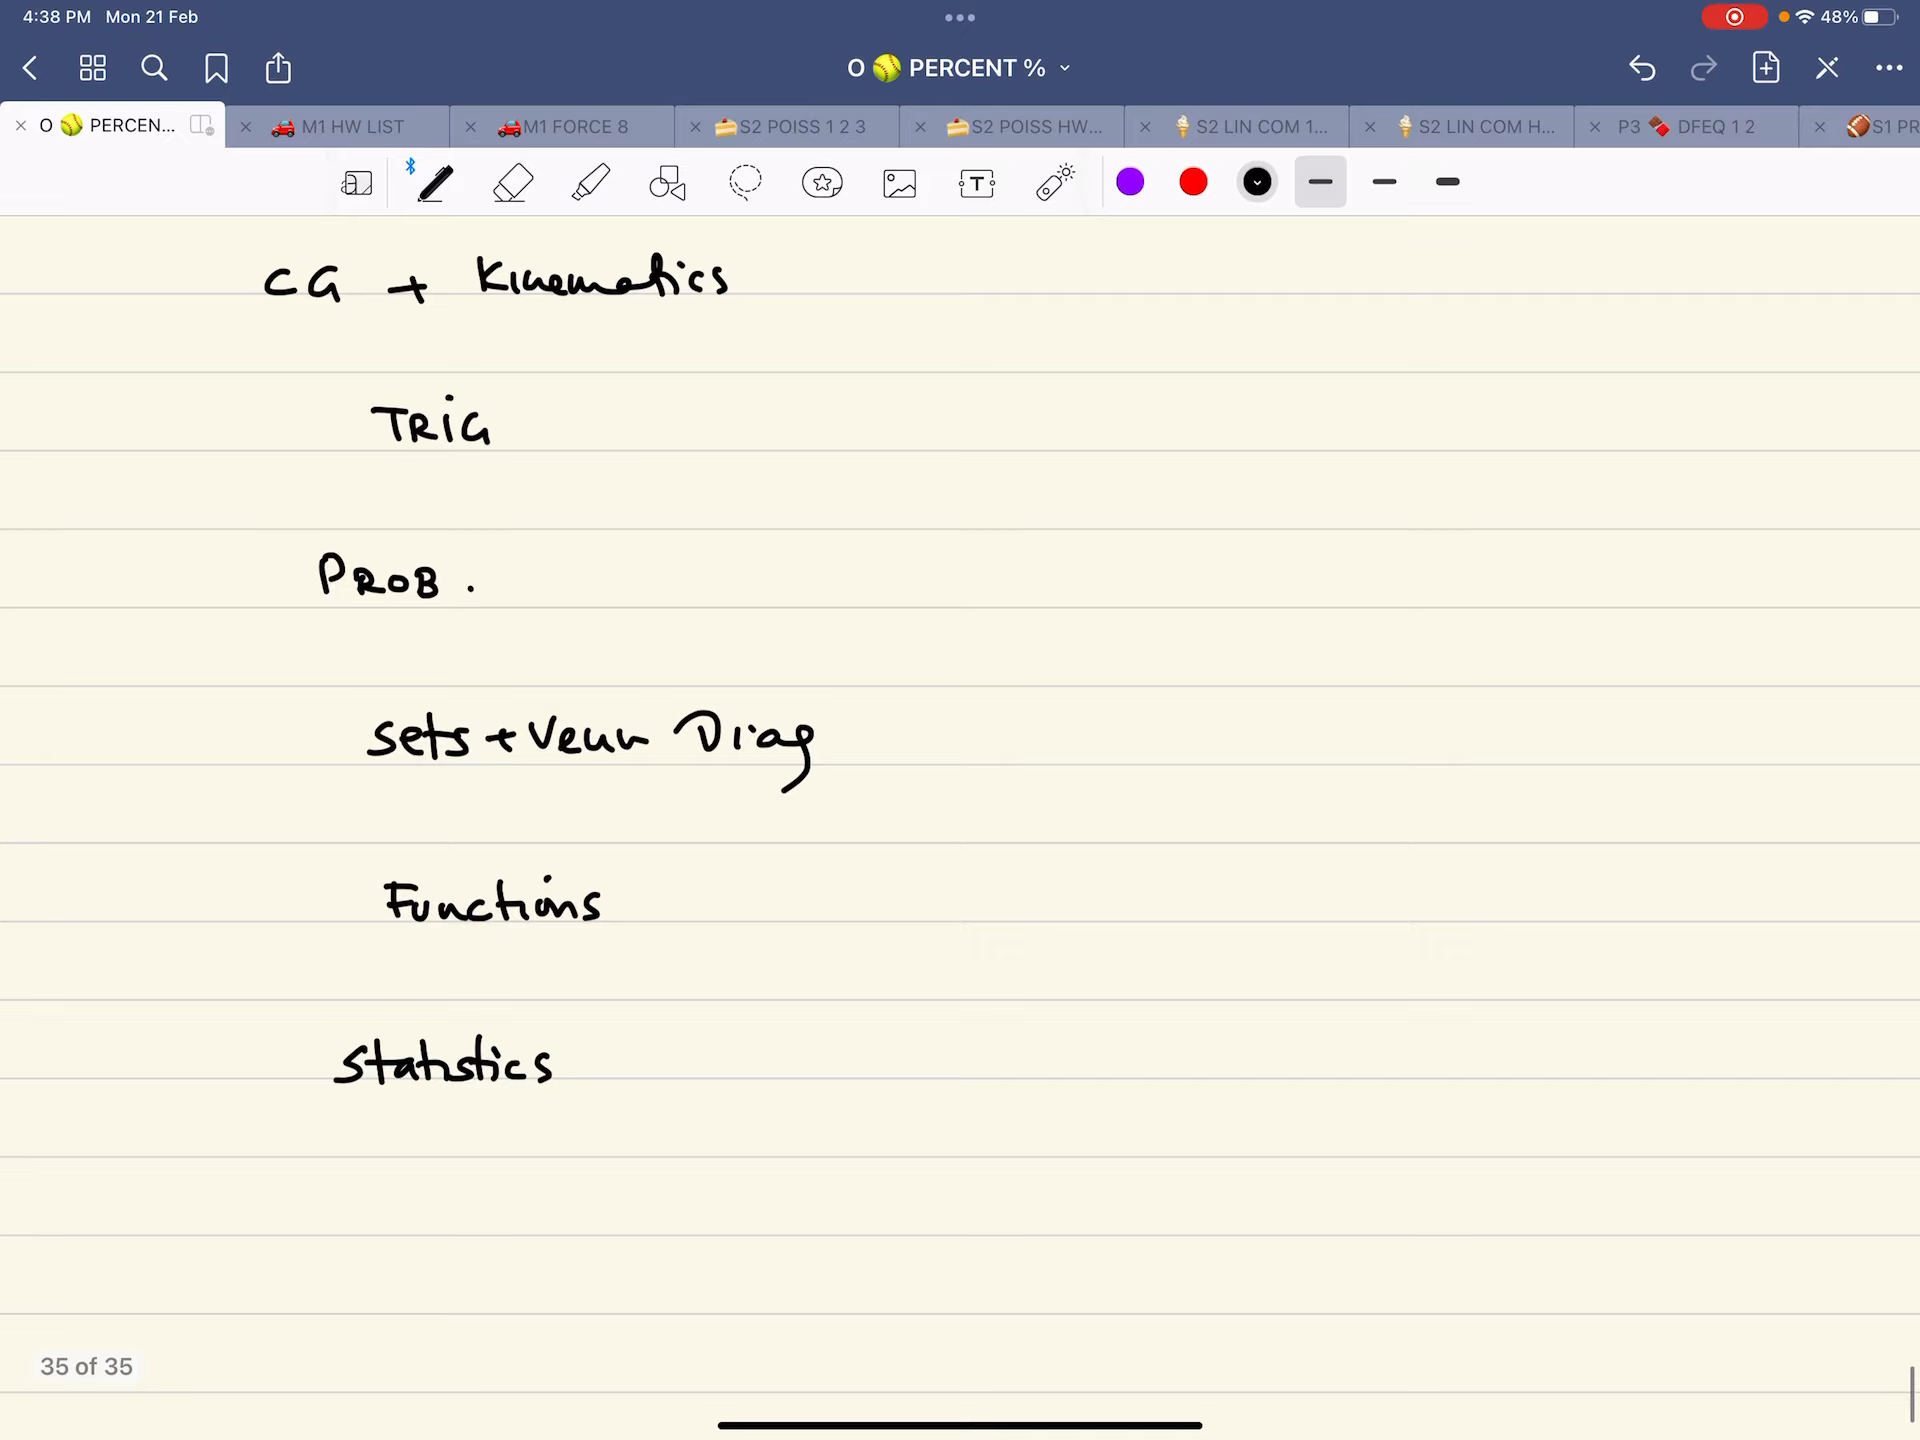 4:38 PM Mon 21 Feb
48%
O PERCENT %
O PERCEN...
M1 HW LIST
M1 FORCE 8
S2 POISS 1 2 3
S2 POISS HW...
S2 LIN COM 1...
S2 LIN COM H...
P3 DFEQ 1 2
S1 PR
T
CG + Kinematics
TRIG
PROB.
Sets + Venn Diag
Functions
Statistics
35 of 35